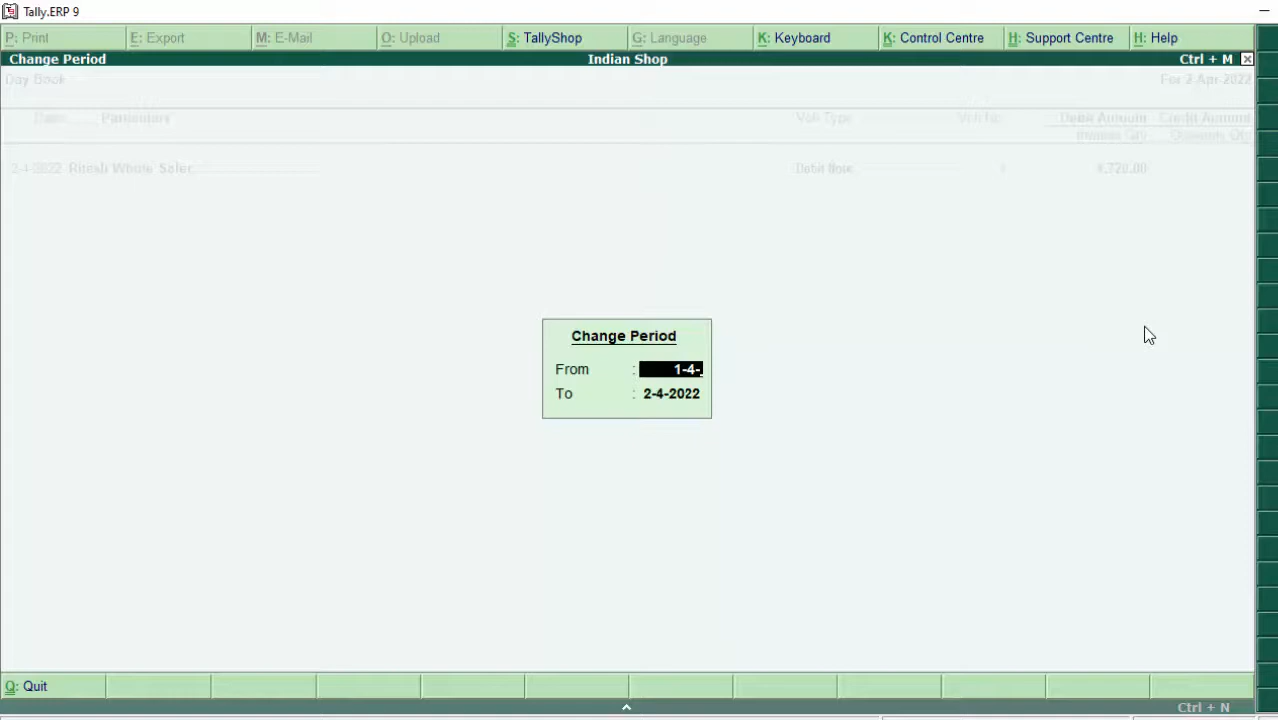 Tally.ERP 9
P: Print E: Export M: E-Mail O: Upload S: TallyShop G: Language K: Keyboard K: Control Centre H: Support Centre H: Help
Change Period Indian Shop Ctrl + M
Day Book For 2-Apr-2022
Date Particulars Vch Type Vch No. Debit Amount Credit Amount
Inwards Qty Outwards Qty
2-4-2022 Ritesh Whole Saler Debit Note 4,720.00
Change Period
From : 1-4-
To : 2-4-2022
Q: Quit
Ctrl + N